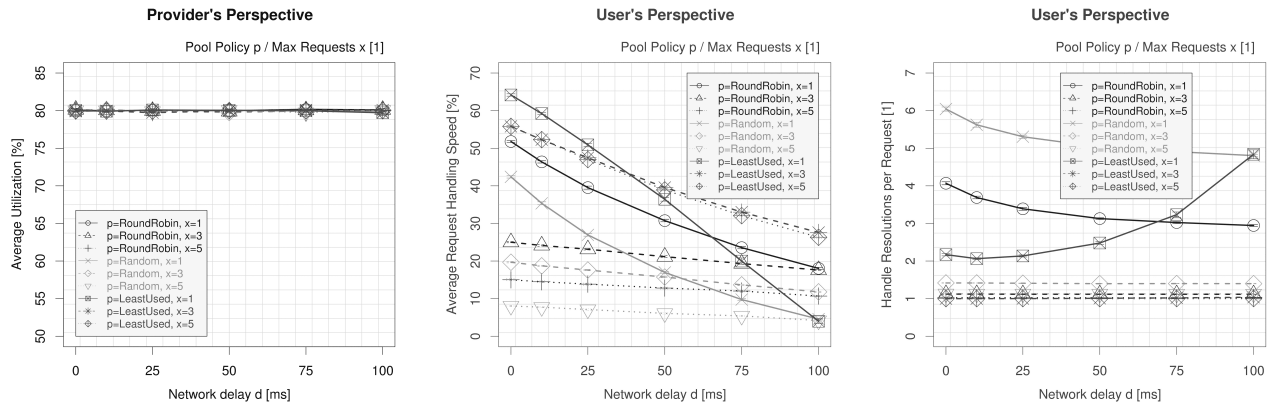 Provider's Perspective
Pool Policy p / Max Requests x [1]
Average Utilization [%]
85
80
75
70
65
60
55
50
p=RoundRobin, x=1
p=RoundRobin, x=3
p=RoundRobin, x=5
p=Random, x=1
p=Random, x=3
p=Random, x=5
p=LeastUsed, x=1
p=LeastUsed, x=3
p=LeastUsed, x=5
0 25 50 75 100
Network delay d [ms]
User's Perspective
Pool Policy p / Max Requests x [1]
Average Request Handling Speed [%]
70
60
50
40
30
20
10
0
p=RoundRobin, x=1
p=RoundRobin, x=3
p=RoundRobin, x=5
p=Random, x=1
p=Random, x=3
p=Random, x=5
p=LeastUsed, x=1
p=LeastUsed, x=3
p=LeastUsed, x=5
0 25 50 75 100
Network delay d [ms]
User's Perspective
Pool Policy p / Max Requests x [1]
Handle Resolutions per Request [1]
7
6
5
4
3
2
1
0
p=RoundRobin, x=1
p=RoundRobin, x=3
p=RoundRobin, x=5
p=Random, x=1
p=Random, x=3
p=Random, x=5
p=LeastUsed, x=1
p=LeastUsed, x=3
p=LeastUsed, x=5
0 25 50 75 100
Network delay d [ms]